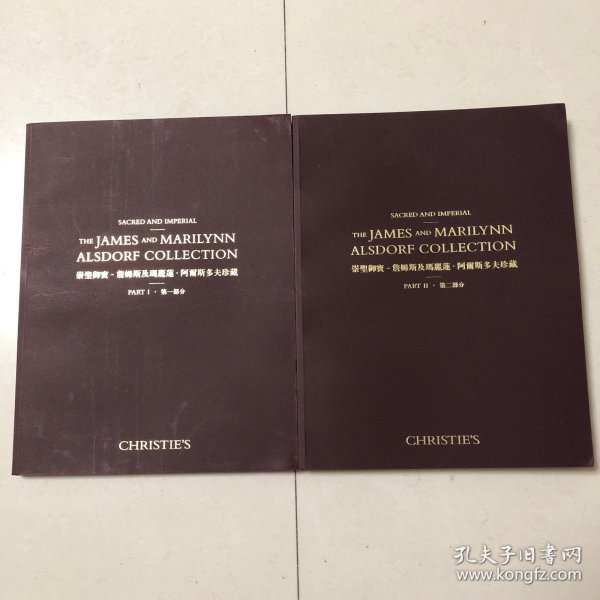 SACRED AND IMPERIAL
THE JAMES AND MARILYNN
ALSDORF COLLECTION
崇聖御寶 - 詹姆斯及瑪麗蓮·阿爾斯多夫珍藏
PART I · 第一部分
CHRISTIE'S
SACRED AND IMPERIAL
THE JAMES AND MARILYNN
ALSDORF COLLECTION
崇聖御寶 - 詹姆斯及瑪麗蓮·阿爾斯多夫珍藏
PART II · 第二部分
CHRISTIE'S
孔夫子旧書网
www.kongfz.com